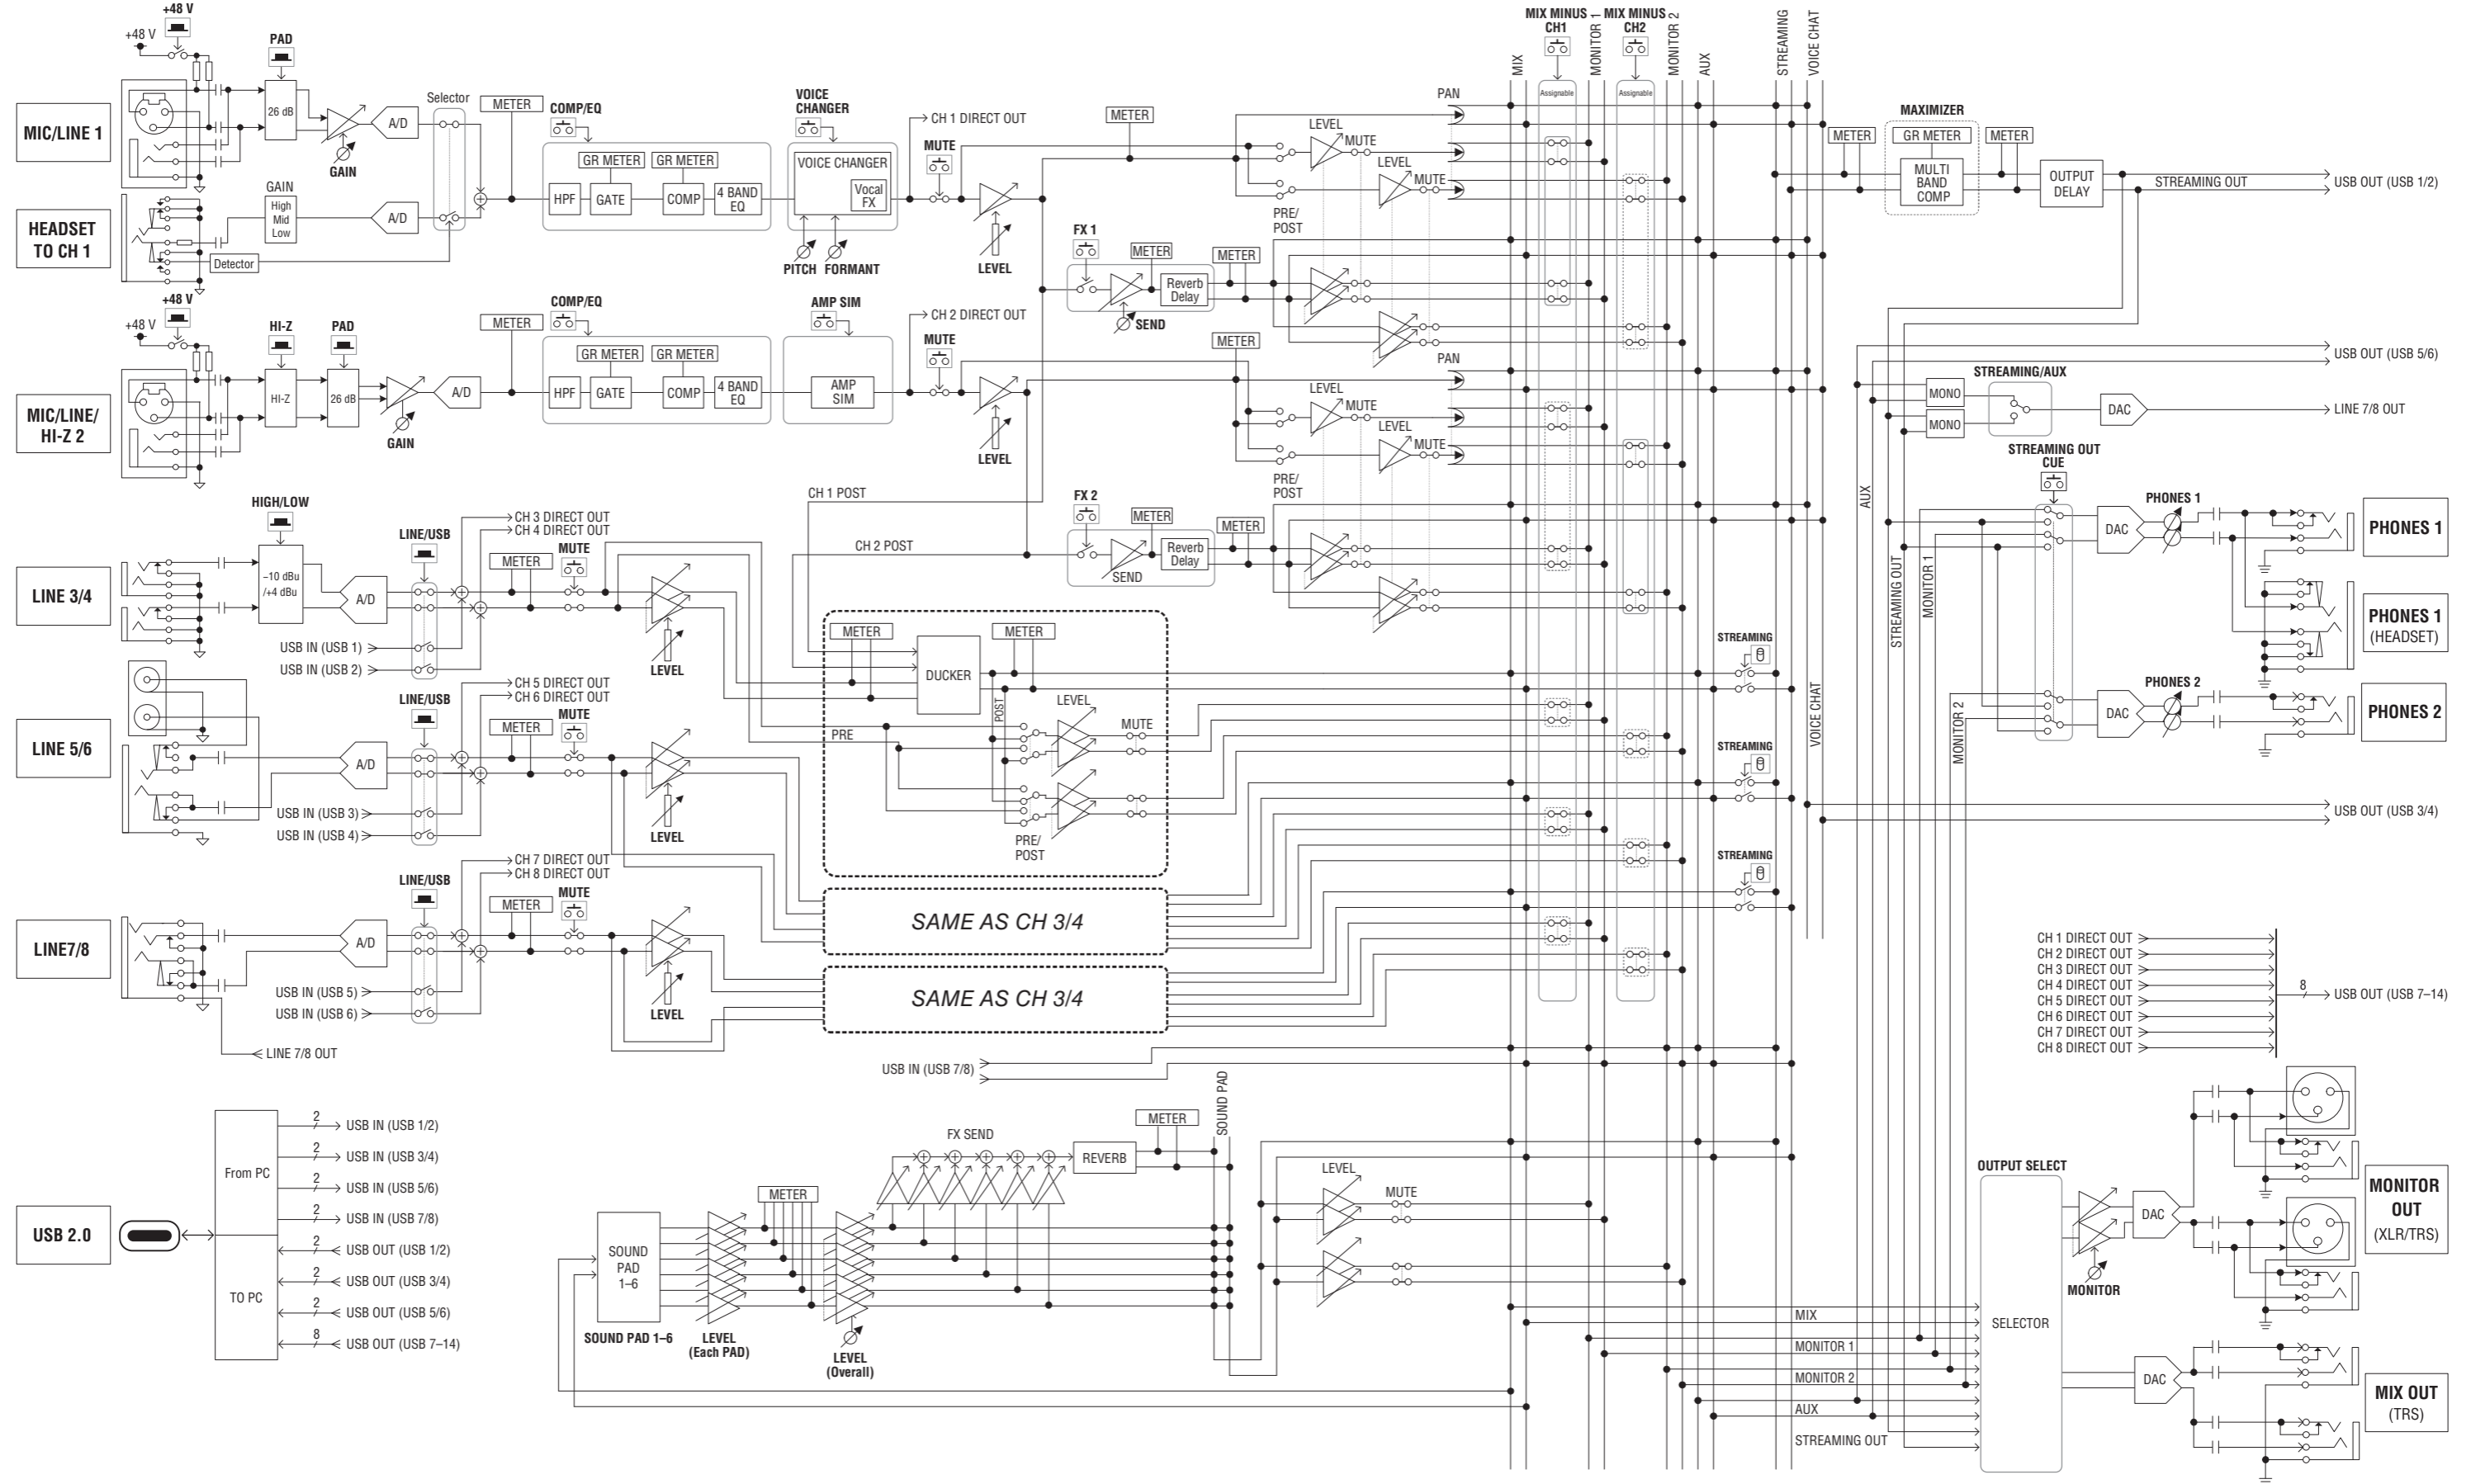 +48 V
+48 V
PAD
26 dB
MIC/LINE 1
GAIN
A/D
Selector
METER
COMP/EQ
GR METER
GR METER
HPF
GATE
COMP
4 BAND
EQ
VOICE
CHANGER
VOICE CHANGER
Vocal
FX
PITCH
FORMANT
CH 1 DIRECT OUT
MUTE
LEVEL
HEADSET
TO CH 1
GAIN
High
Mid
Low
A/D
Detector
METER
LEVEL
MUTE
LEVEL
MUTE
PAN
PRE/
POST
FX 1
METER
METER
Reverb
Delay
SEND
MIX
MIX MINUS
CH1
Assignable
MONITOR 1
MIX MINUS
CH2
Assignable
MONITOR 2
AUX
STREAMING
VOICE CHAT
METER
MAXIMIZER
GR METER
MULTI
BAND
COMP
METER
OUTPUT
DELAY
STREAMING OUT
USB OUT (USB 1/2)
+48 V
+48 V
HI-Z
HI-Z
PAD
26 dB
MIC/LINE/
HI-Z 2
GAIN
A/D
METER
COMP/EQ
GR METER
GR METER
HPF
GATE
COMP
4 BAND
EQ
AMP SIM
AMP
SIM
CH 2 DIRECT OUT
MUTE
LEVEL
METER
LEVEL
MUTE
LEVEL
MUTE
PAN
PRE/
POST
CH 1 POST
CH 2 POST
FX 2
METER
METER
Reverb
Delay
SEND
USB OUT (USB 5/6)
MONO
MONO
STREAMING/AUX
DAC
LINE 7/8 OUT
STREAMING OUT
CUE
AUX
STREAMING OUT
MONITOR 1
MONITOR 2
DAC
PHONES 1
PHONES 1
PHONES 1
(HEADSET)
DAC
PHONES 2
PHONES 2
LINE 3/4
HIGH/LOW
−10 dBu
/+4 dBu
A/D
LINE/USB
CH 3 DIRECT OUT
CH 4 DIRECT OUT
METER
MUTE
LEVEL
USB IN (USB 1)
USB IN (USB 2)
METER
DUCKER
METER
POST
PRE
LEVEL
MUTE
PRE/
POST
STREAMING
STREAMING
STREAMING
VOICE CHAT
USB OUT (USB 3/4)
LINE 5/6
A/D
LINE/USB
CH 5 DIRECT OUT
CH 6 DIRECT OUT
METER
MUTE
LEVEL
USB IN (USB 3)
USB IN (USB 4)
SAME AS CH 3/4
LINE7/8
A/D
LINE/USB
CH 7 DIRECT OUT
CH 8 DIRECT OUT
METER
MUTE
LEVEL
USB IN (USB 5)
USB IN (USB 6)
LINE 7/8 OUT
SAME AS CH 3/4
USB IN (USB 7/8)
CH 1 DIRECT OUT
CH 2 DIRECT OUT
CH 3 DIRECT OUT
CH 4 DIRECT OUT
CH 5 DIRECT OUT
CH 6 DIRECT OUT
CH 7 DIRECT OUT
CH 8 DIRECT OUT
8
USB OUT (USB 7–14)
USB 2.0
From PC
TO PC
2
USB IN (USB 1/2)
2
USB IN (USB 3/4)
2
USB IN (USB 5/6)
2
USB IN (USB 7/8)
2
USB OUT (USB 1/2)
2
USB OUT (USB 3/4)
2
USB OUT (USB 5/6)
8
USB OUT (USB 7–14)
SOUND
PAD
1–6
SOUND PAD 1–6
METER
LEVEL
(Each PAD)
LEVEL
(Overall)
FX SEND
REVERB
METER
SOUND PAD
LEVEL
MUTE
MIX
MONITOR 1
MONITOR 2
AUX
STREAMING OUT
OUTPUT SELECT
SELECTOR
MONITOR
DAC
MONITOR
OUT
(XLR/TRS)
DAC
MIX OUT
(TRS)